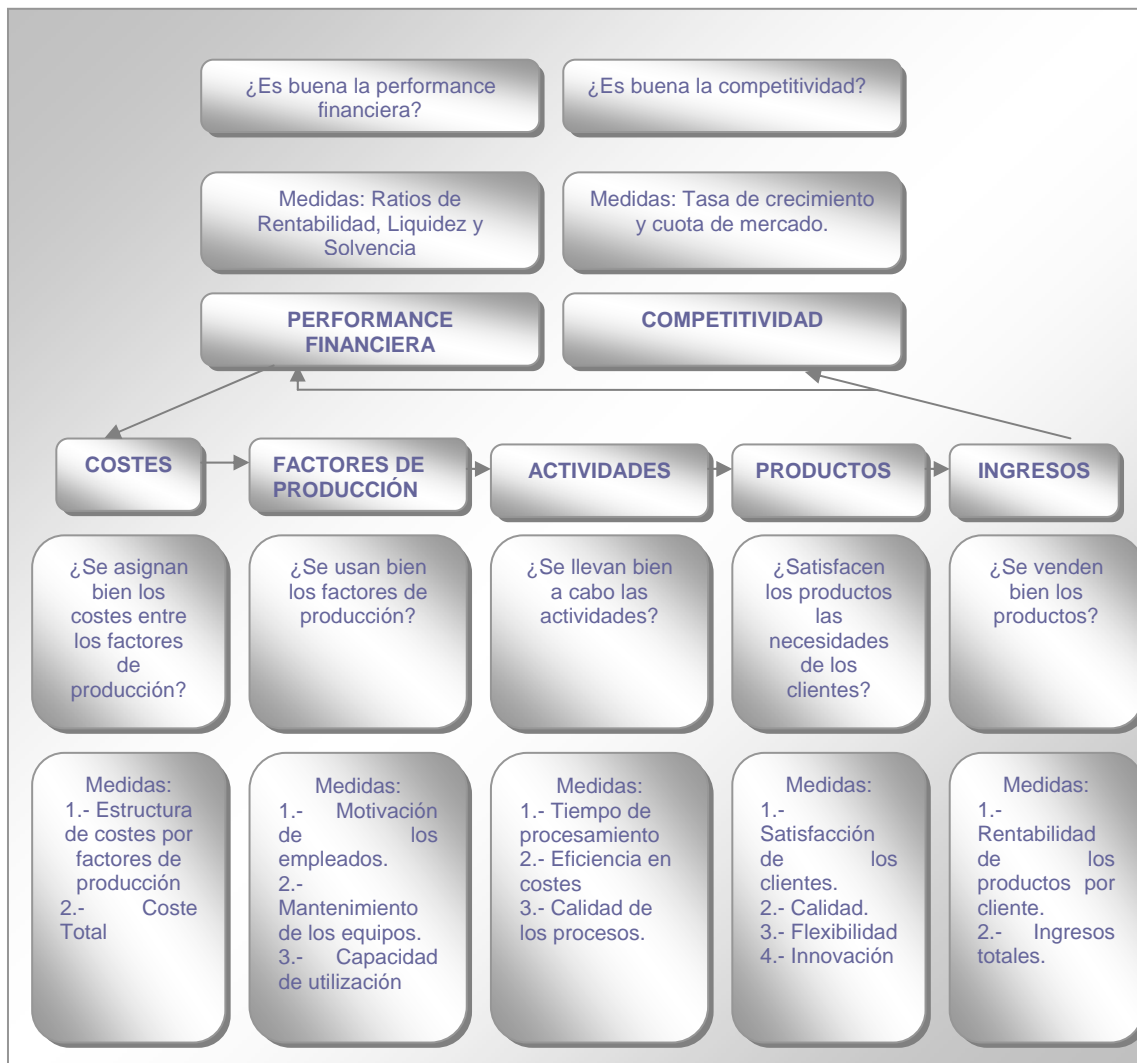 ¿Es buena la performance
financiera?
¿Es buena la competitividad?
Medidas: Ratios de
Rentabilidad, Liquidez y
Solvencia
Medidas: Tasa de crecimiento
y cuota de mercado.
PERFORMANCE
FINANCIERA
COMPETITIVIDAD
COSTES
FACTORES DE
PRODUCCIÓN
ACTIVIDADES
PRODUCTOS
INGRESOS
¿Se asignan
bien los
costes entre
los factores
de
producción?
¿Se usan bien
los factores de
producción?
¿Se llevan bien
a cabo las
actividades?
¿Satisfacen
los productos
las
necesidades
de los
clientes?
¿Se venden
bien los
productos?
Medidas:
1.- Estructura
de costes por
factores de
producción
2.- Coste
Total
Medidas:
1.- Motivación
de los
empleados.
2.-
Mantenimiento
de los equipos.
3.- Capacidad
de utilización
Medidas:
1.- Tiempo de
procesamiento
2.- Eficiencia en
costes
3.- Calidad de
los procesos.
Medidas:
1.-
Satisfacción
de los
clientes.
2.- Calidad.
3.- Flexibilidad
4.- Innovación
Medidas:
1.-
Rentabilidad
de los
productos por
cliente.
2.- Ingresos
totales.